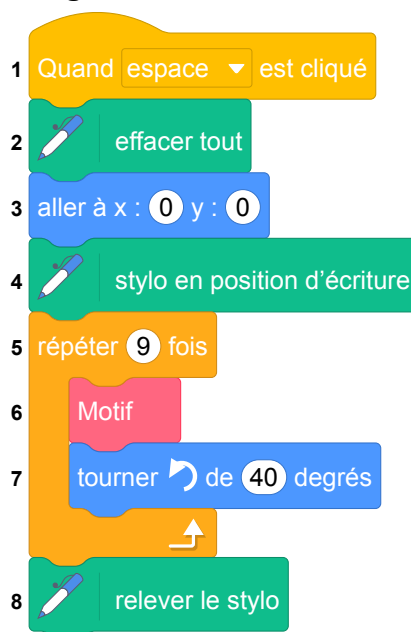 1 Quand espace est cliqué
2 effacer tout
3 aller à x : 0 y : 0
4 stylo en position d’écriture
5 répéter 9 fois
6 Motif
7 tourner de 40 degrés
8 relever le stylo